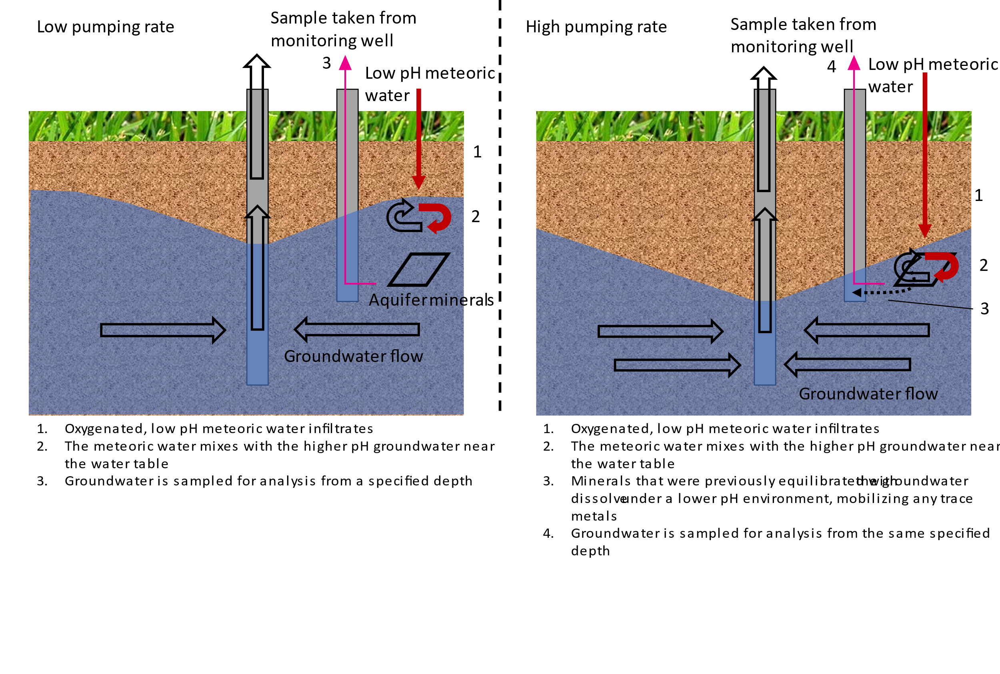 Low pumping rate
Sample taken from
monitoring well
3
Low pH meteoric
water
1
2
Aquifer minerals
Groundwater flow
1. Oxygenated, low pH meteoric water infiltrates
2. The meteoric water mixes with the higher pH groundwater near
the water table
3. Groundwater is sampled for analysis from a specified depth
High pumping rate
Sample taken from
monitoring well
4
Low pH meteoric
water
1
2
3
Groundwater flow
1. Oxygenated, low pH meteoric water infiltrates
2. The meteoric water mixes with the higher pH groundwater near
the water table
3. Minerals that were previously equilibrated with the groundwater
dissolve under a lower pH environment, mobilizing any trace
metals
4. Groundwater is sampled for analysis from the same specified
depth